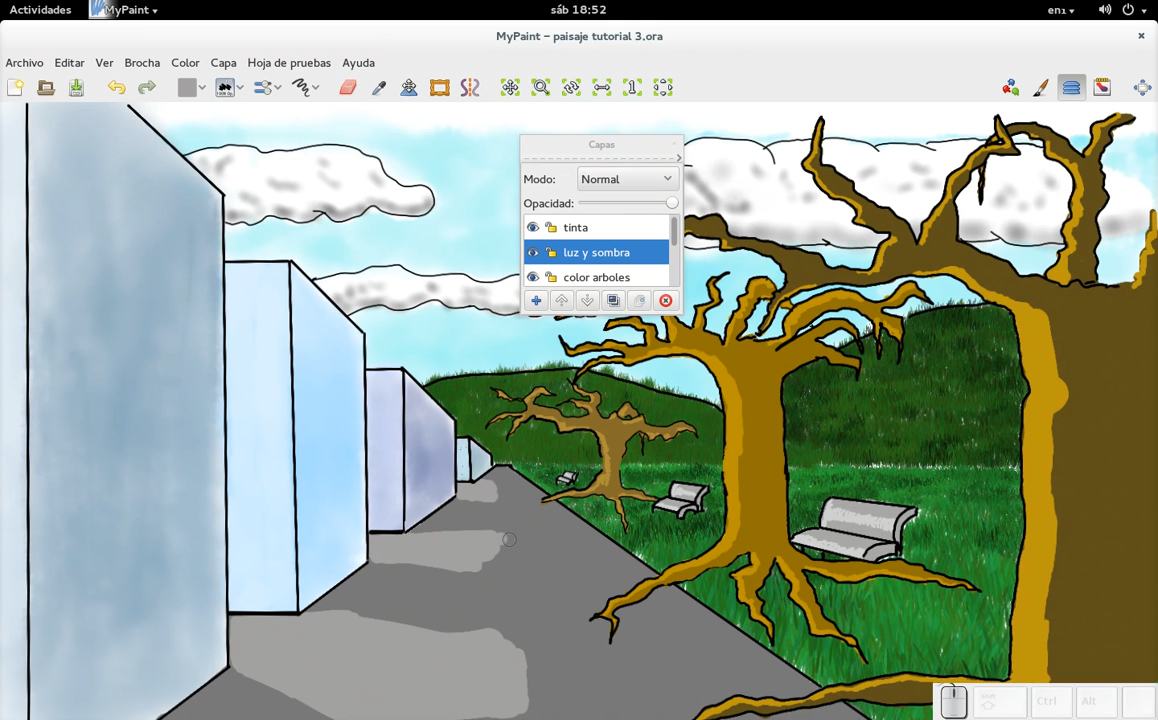 Actividades MyPaint sáb 18:52 en₁
MyPaint – paisaje tutorial 3.ora
Archivo Editar Ver Brocha Color Capa Hoja de pruebas Ayuda
Capas
Modo: Normal
Opacidad:
tinta
luz y sombra
color arboles
Shift Ctrl Alt